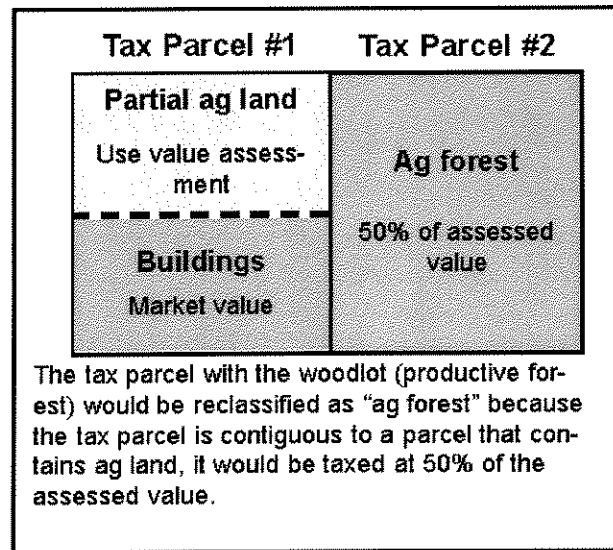 Tax Parcel #1 Tax Parcel #2
Partial ag land
Use value assess-
ment
Buildings
Market value
Ag forest
50% of assessed
value
The tax parcel with the woodlot (productive for-
est) would be reclassified as “ag forest” because
the tax parcel is contiguous to a parcel that con-
tains ag land, it would be taxed at 50% of the
assessed value.